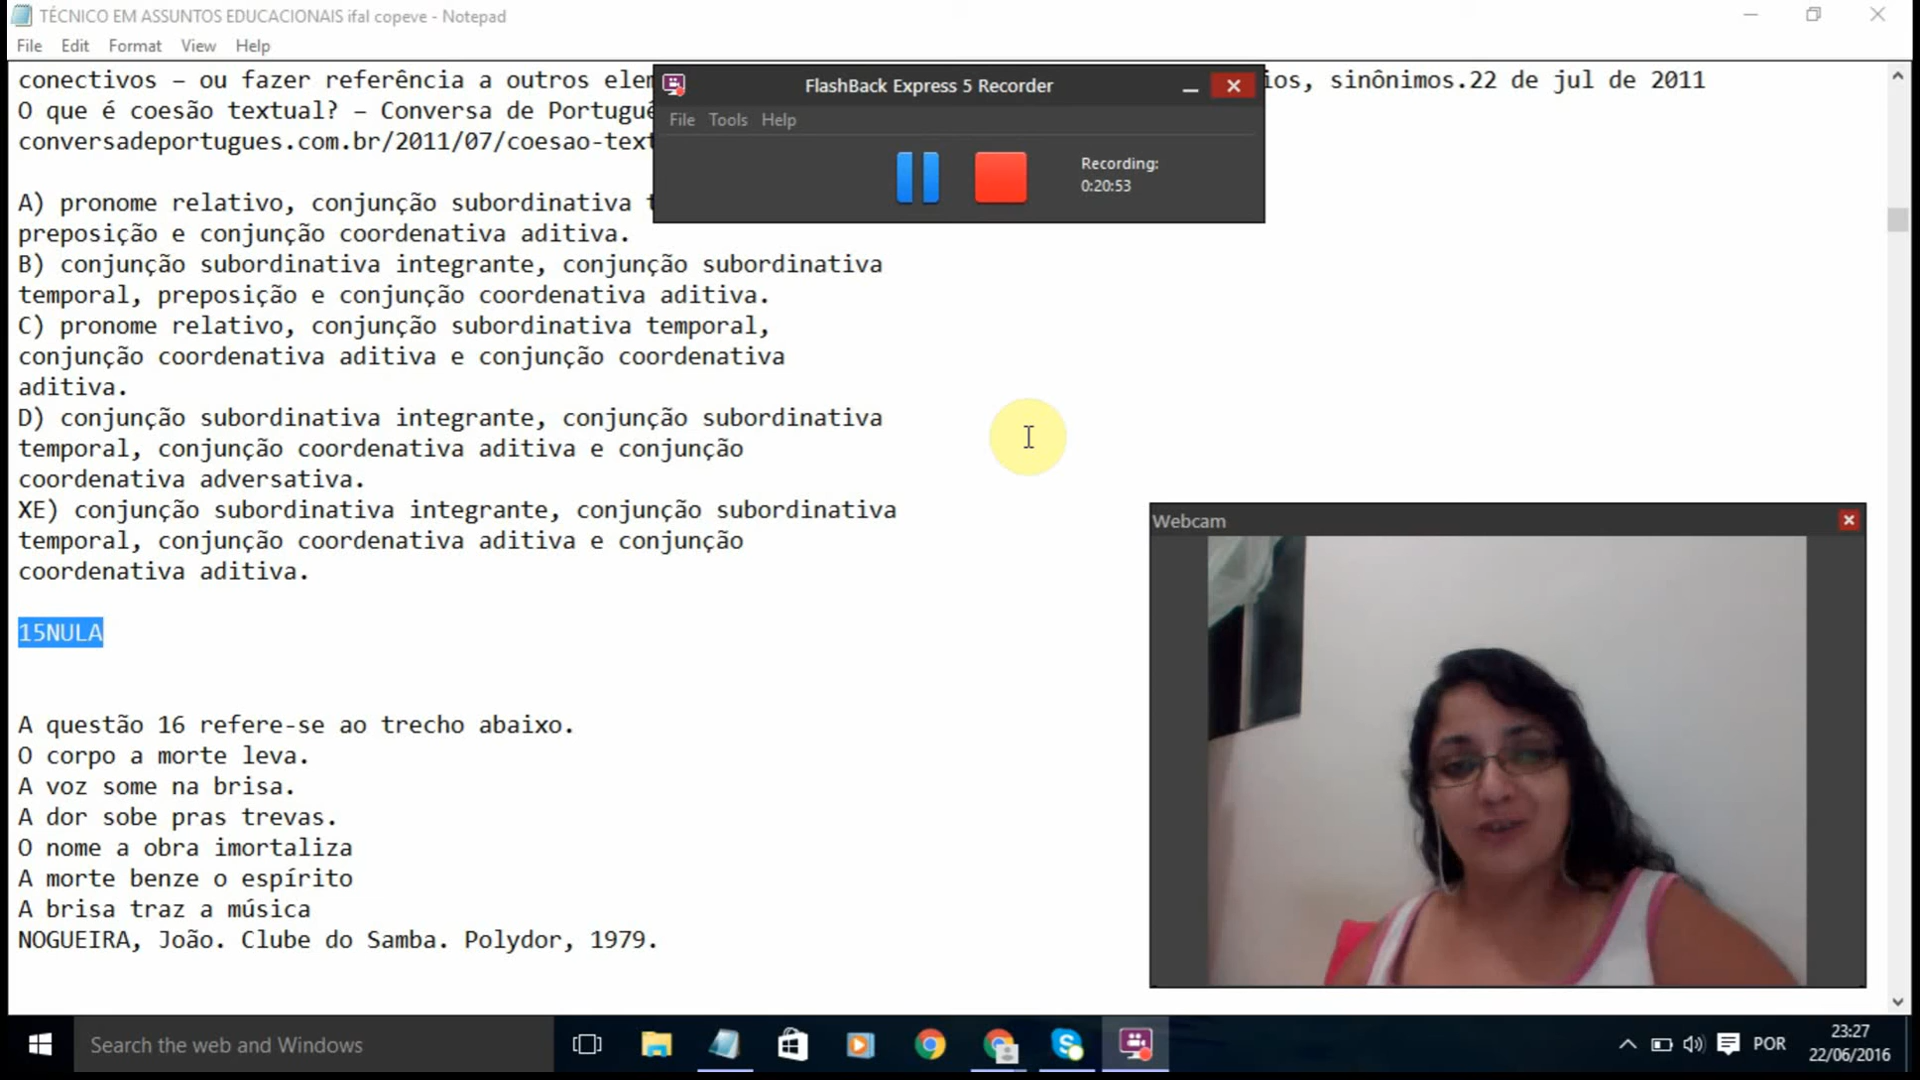 TÉCNICO EM ASSUNTOS EDUCACIONAIS ifal copeve - Notepad
File Edit Format View Help
conectivos – ou fazer referência a outros elem
ios, sinônimos.22 de jul de 2011
O que é coesão textual? – Conversa de Portuguê
conversadeportugues.com.br/2011/07/coesao-text
FlashBack Express 5 Recorder
File Tools Help
Recording:
0:20:53
A) pronome relativo, conjunção subordinativa t
preposição e conjunção coordenativa aditiva.
B) conjunção subordinativa integrante, conjunção subordinativa
temporal, preposição e conjunção coordenativa aditiva.
C) pronome relativo, conjunção subordinativa temporal,
conjunção coordenativa aditiva e conjunção coordenativa
aditiva.
D) conjunção subordinativa integrante, conjunção subordinativa
temporal, conjunção coordenativa aditiva e conjunção
coordenativa adversativa.
XE) conjunção subordinativa integrante, conjunção subordinativa
temporal, conjunção coordenativa aditiva e conjunção
coordenativa aditiva.
15NULA
A questão 16 refere-se ao trecho abaixo.
O corpo a morte leva.
A voz some na brisa.
A dor sobe pras trevas.
O nome a obra imortaliza
A morte benze o espírito
A brisa traz a música
NOGUEIRA, João. Clube do Samba. Polydor, 1979.
Webcam
Search the web and Windows
POR
23:27
22/06/2016